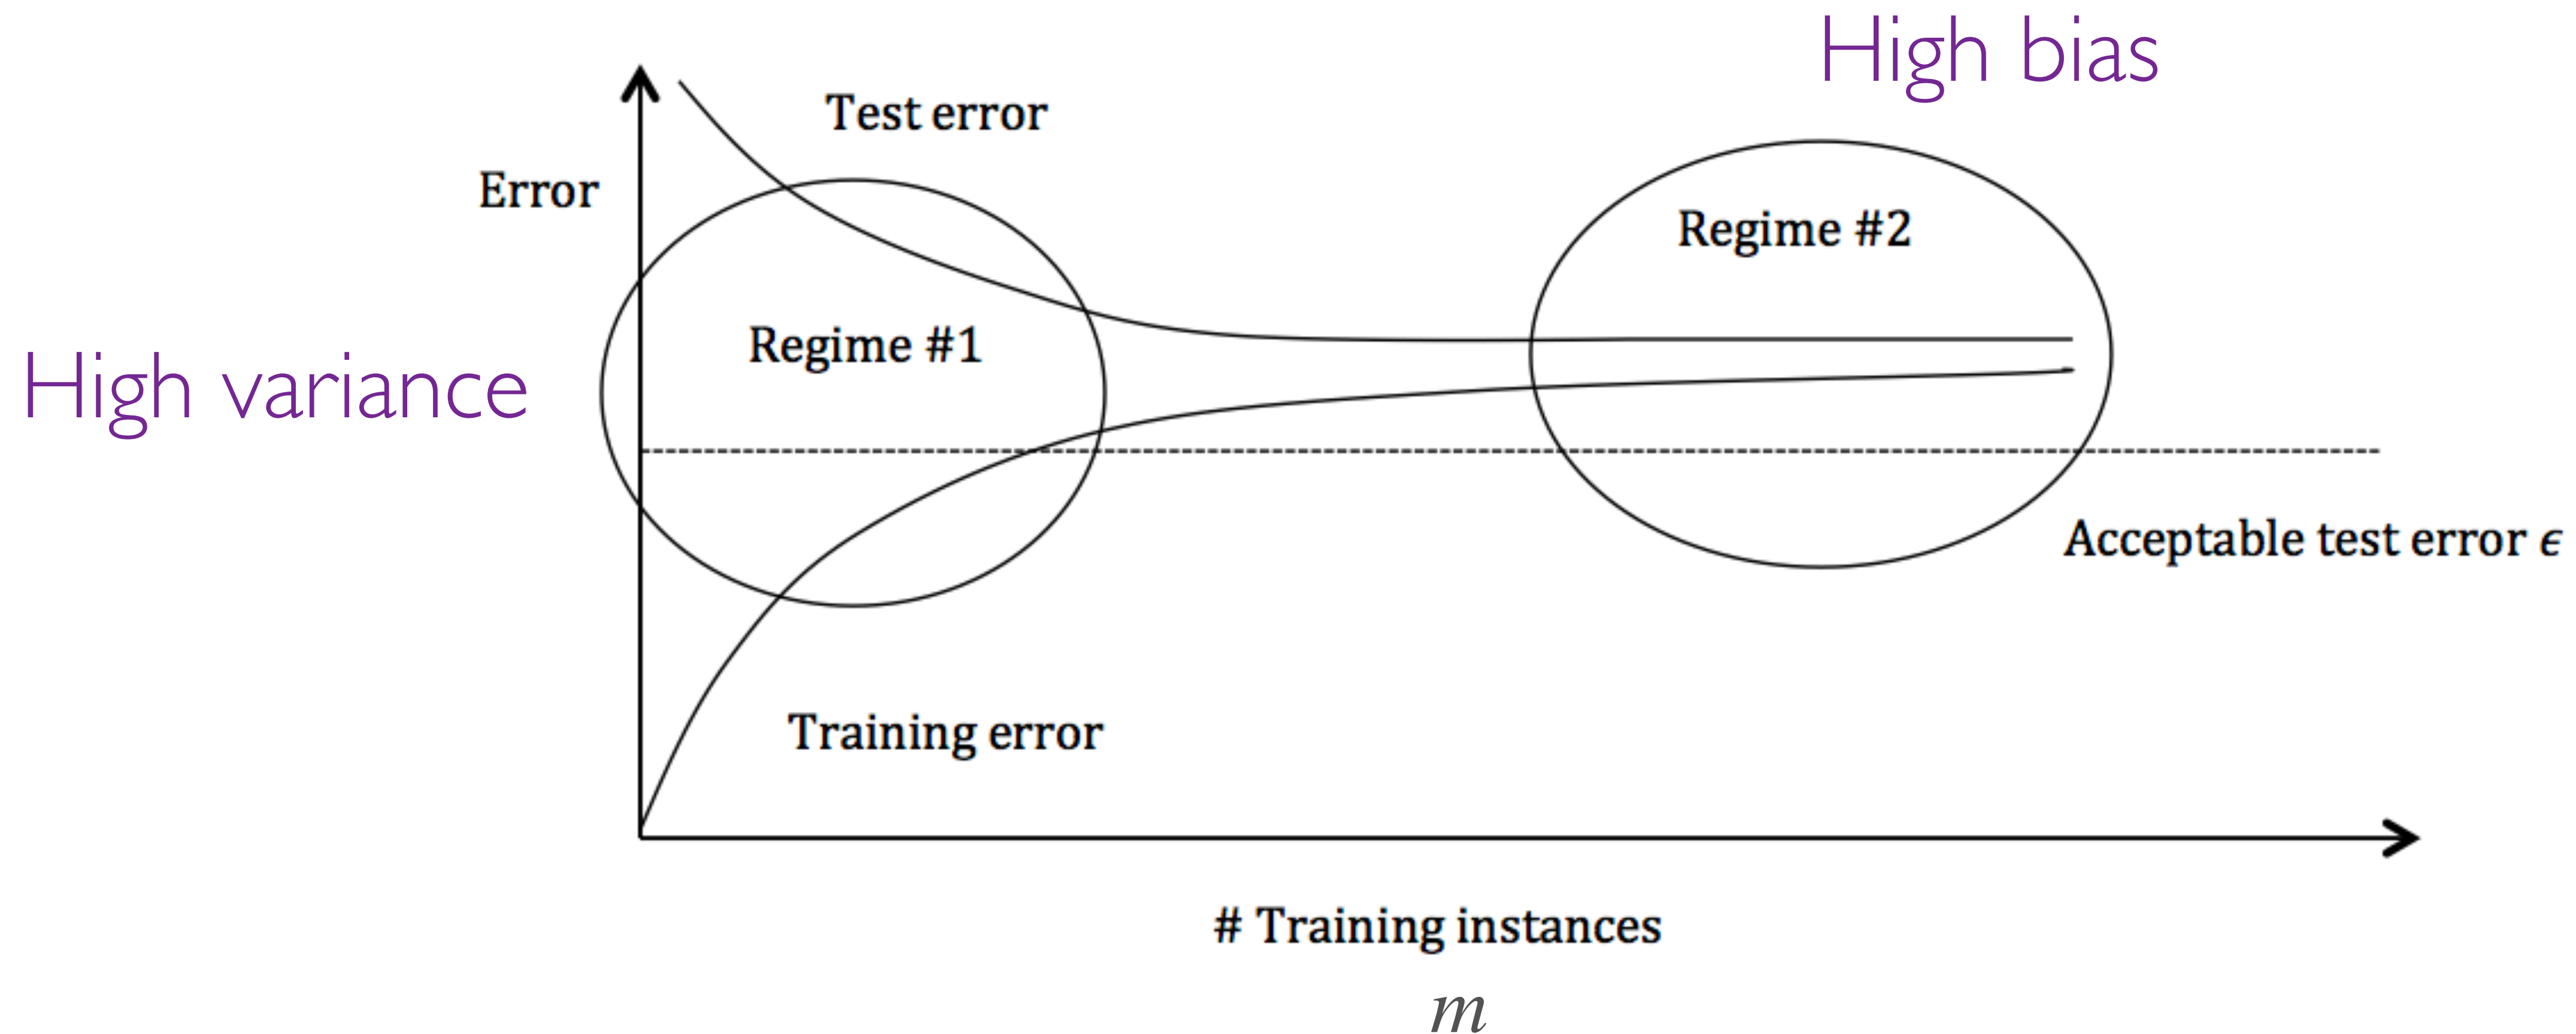 High bias
Test error
Error
Regime #2
Regime #1
High variance
Acceptable test error ϵ
Training error
# Training instances
m